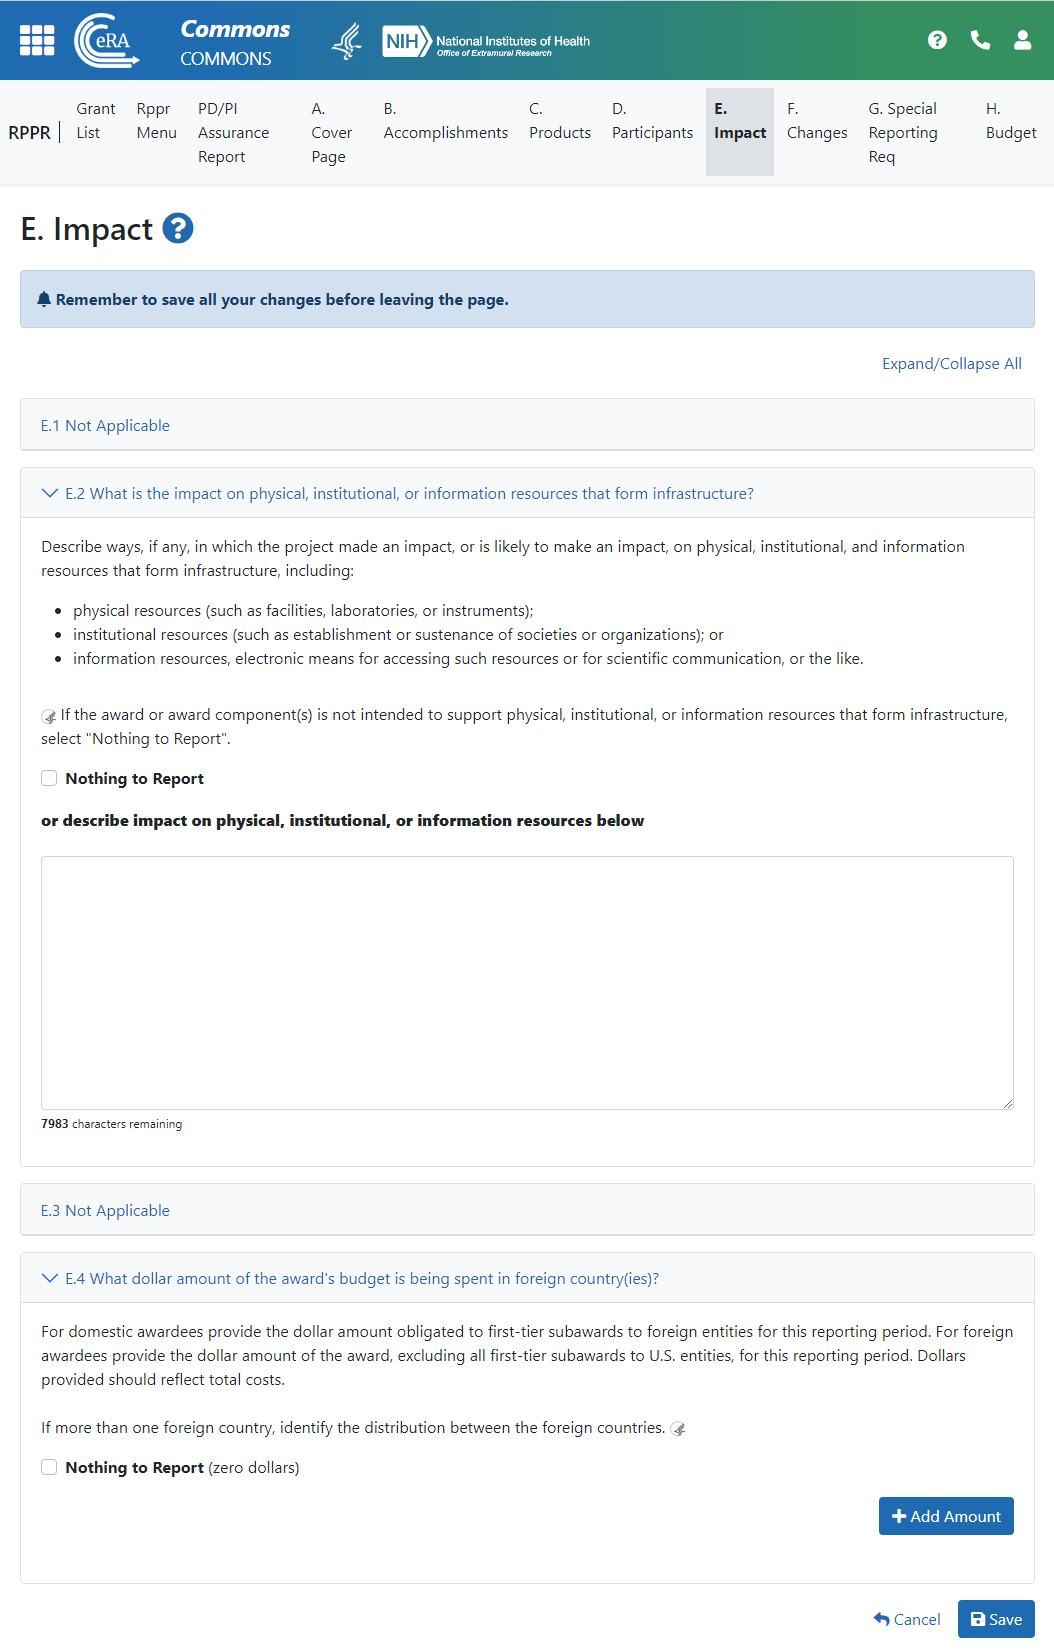 eRA
Commons
COMMONS
NIH
National Institutes of Health
Office of Extramural Research
RPPR
Grant
List
Rppr
Menu
PD/PI
Assurance
Report
A.
Cover
Page
B.
Accomplishments
C.
Products
D.
Participants
E.
Impact
F.
Changes
G. Special
Reporting
Req
H.
Budget
E. Impact
Remember to save all your changes before leaving the page.
Expand/Collapse All
E.1 Not Applicable
E.2 What is the impact on physical, institutional, or information resources that form infrastructure?
Describe ways, if any, in which the project made an impact, or is likely to make an impact, on physical, institutional, and information
resources that form infrastructure, including:
• physical resources (such as facilities, laboratories, or instruments);
• institutional resources (such as establishment or sustenance of societies or organizations); or
• information resources, electronic means for accessing such resources or for scientific communication, or the like.
If the award or award component(s) is not intended to support physical, institutional, or information resources that form infrastructure,
select "Nothing to Report".
Nothing to Report
or describe impact on physical, institutional, or information resources below
7983 characters remaining
E.3 Not Applicable
E.4 What dollar amount of the award's budget is being spent in foreign country(ies)?
For domestic awardees provide the dollar amount obligated to first-tier subawards to foreign entities for this reporting period. For foreign
awardees provide the dollar amount of the award, excluding all first-tier subawards to U.S. entities, for this reporting period. Dollars
provided should reflect total costs.
If more than one foreign country, identify the distribution between the foreign countries.
Nothing to Report (zero dollars)
Add Amount
Cancel
Save